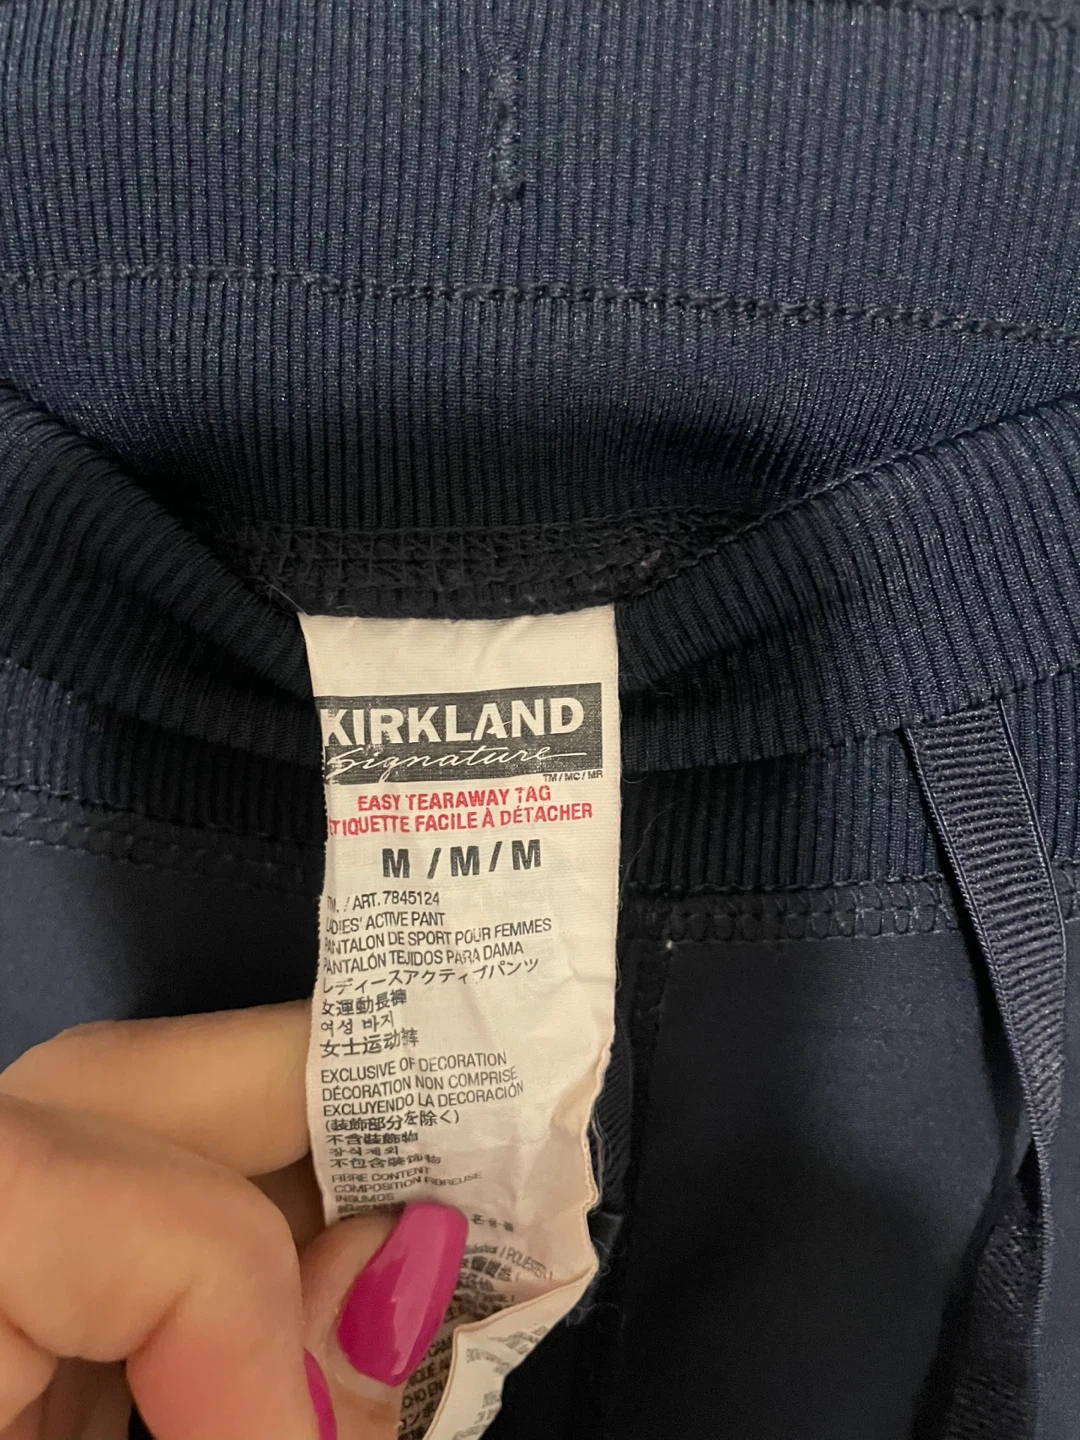 KIRKLAND
Signature
TM/MC/MR
EASY TEARAWAY TAG
ÉTIQUETTE FACILE À DÉTACHER
M / M / M
/ ART. 7845124
LADIES' ACTIVE PANT
PANTALON DE SPORT POUR FEMMES
PANTALÓN TEJIDOS PARA DAMA
レディースアクティブパンツ
女運動長褲
여성 바지
女士运动裤
EXCLUSIVE OF DECORATION
DÉCORATION NON COMPRISE
EXCLUYENDO LA DECORACIÓN
(装飾部分を除く)
不含裝飾物
장식제외
不包含装饰物
FIBRE CONTENT
COMPOSITION FIBREUSE
INSUMOS